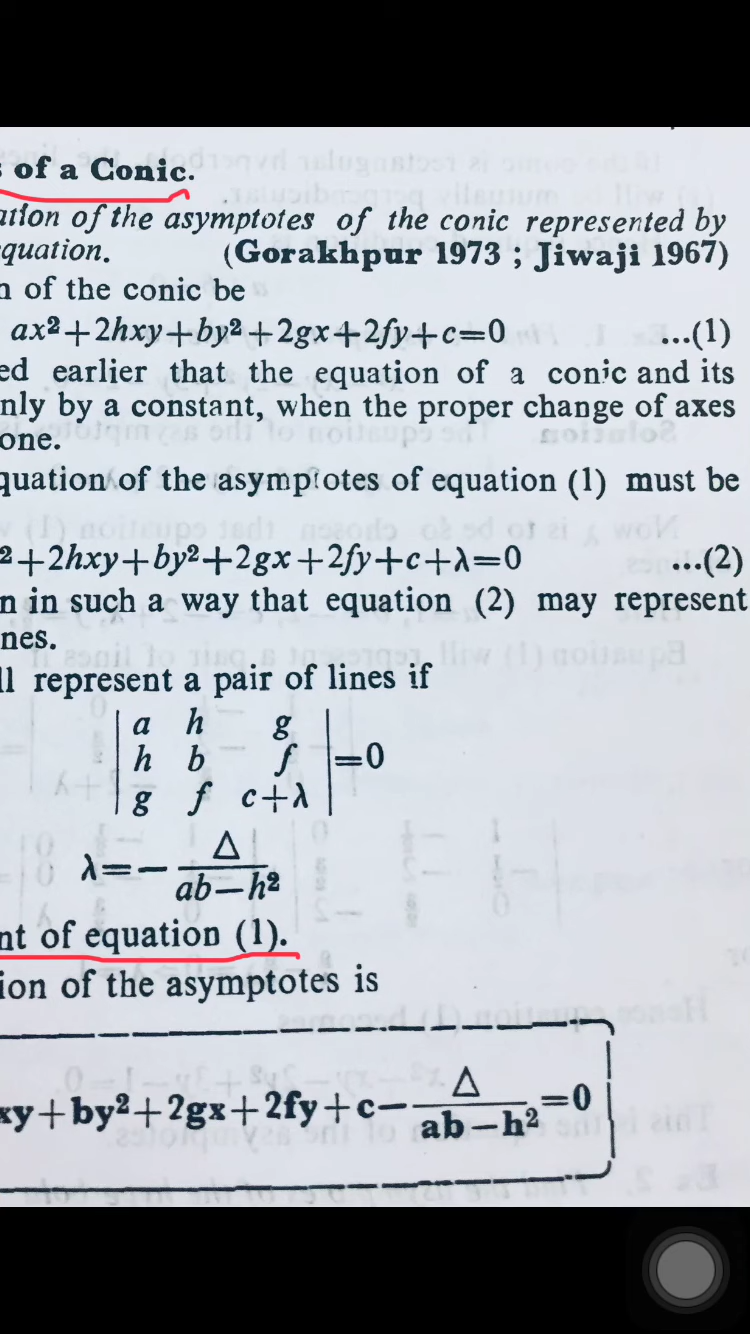 of a Conic.
ation of the asymptotes of the conic represented by
quation. (Gorakhpur 1973 ; Jiwaji 1967)
n of the conic be
ax²+2hxy+by²+2gx+2fy+c=0 ...(1)
ed earlier that the equation of a conic and its
nly by a constant, when the proper change of axes
one.
quation of the asymptotes of equation (1) must be
²+2hxy+by²+2gx+2fy+c+λ=0 ...(2)
n in such a way that equation (2) may represent
nes.
ll represent a pair of lines if
| a h g |
| h b f | =0
| g f c+λ |
λ=− Δ
ab−h²
nt of equation (1).
ion of the asymptotes is
xy+by²+2gx+2fy+c− Δ =0
ab−h²